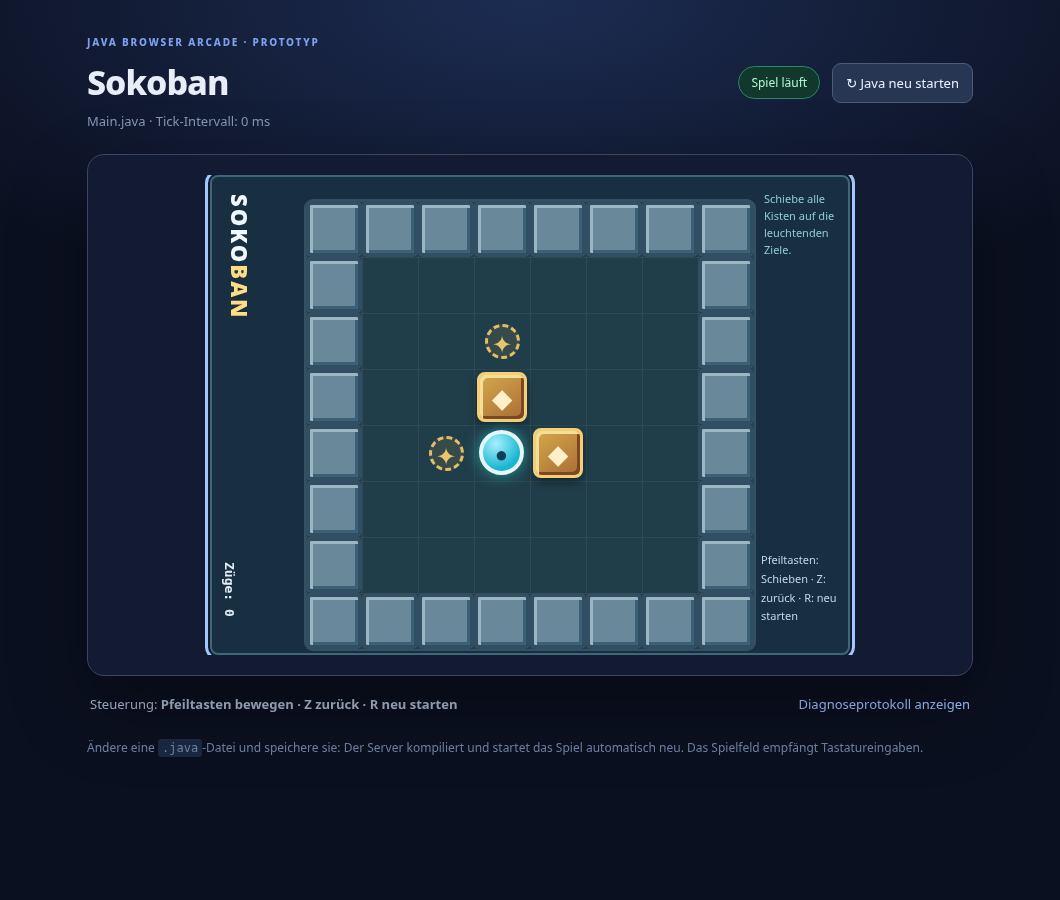 JAVA BROWSER ARCADE · PROTOTYP
Sokoban
Main.java · Tick-Intervall: 0 ms
Spiel läuft
↻ Java neu starten
SOKOBAN
Schiebe alle
Kisten auf die
leuchtenden
Ziele.
Züge: 0
Pfeiltasten:
Schieben · Z:
zurück · R: neu
starten
Steuerung: Pfeiltasten bewegen · Z zurück · R neu starten
Diagnoseprotokoll anzeigen
Ändere eine .java-Datei und speichere sie: Der Server kompiliert und startet das Spiel automatisch neu. Das Spielfeld empfängt Tastatureingaben.